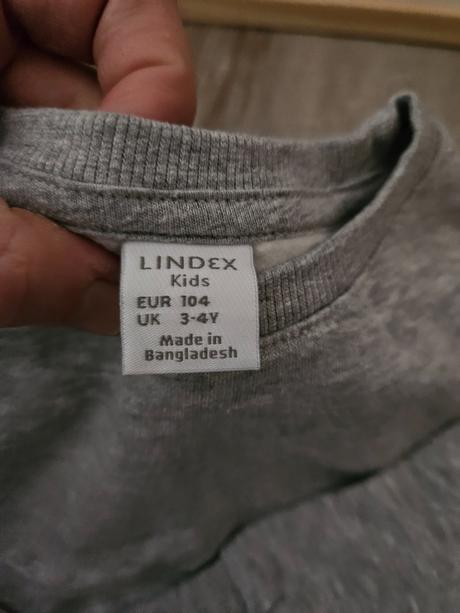 LINDEX
Kids
EUR 104
UK 3-4Y
Made in
Bangladesh